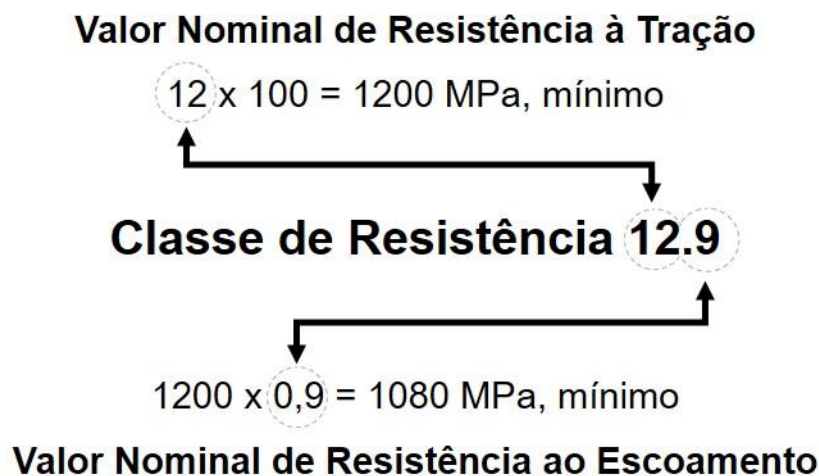 Valor Nominal de Resistência à Tração
12 x 100 = 1200 MPa, mínimo
Classe de Resistência 12.9
1200 x 0,9 = 1080 MPa, mínimo
Valor Nominal de Resistência ao Escoamento